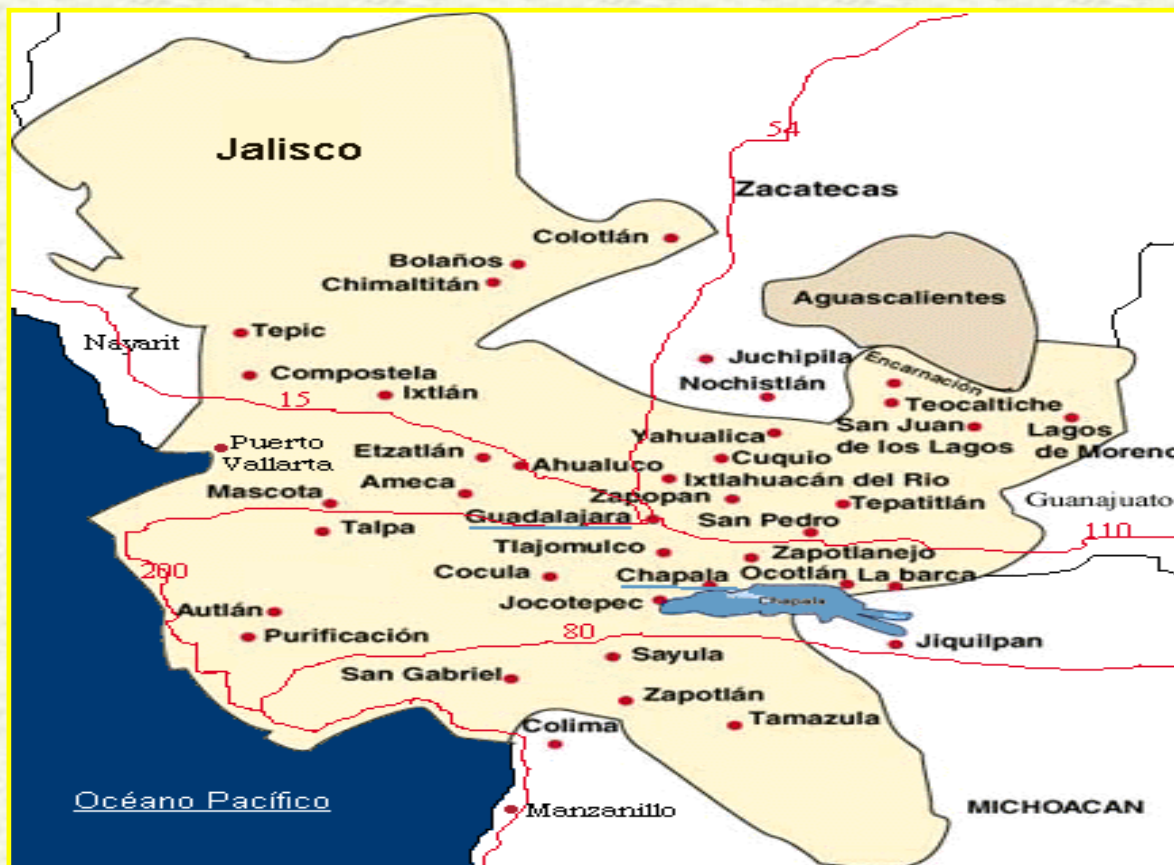 54
Jalisco
Zacatecas
Colotlán
Bolaños
Chimaltitán
Aguascalientes
Tepic
Nayarit
Juchipila
Encarnación
Compostela
Nochistlán
Ixtlán
15
Teocaltiche
San Juan
de los Lagos
Lagos
de Moreno
Yahualica
Puerto
Vallarta
Etzatlán
Ahualuco
Cuquio
Ameca
Ixtlahuacán del Rio
Mascota
Zapopan
Tepatitlán
Guanajuato
Guadalajara
San Pedro
Talpa
110
Tlajomulco
Zapotlanejo
200
Cocula
Chapala
Ocotlán
La barca
Jocotepec
Chapala
Autlán
Purificación
80
Jiquilpan
Sayula
San Gabriel
Zapotlán
Tamazula
Colima
Océano Pacífico
Manzanillo
MICHOACAN